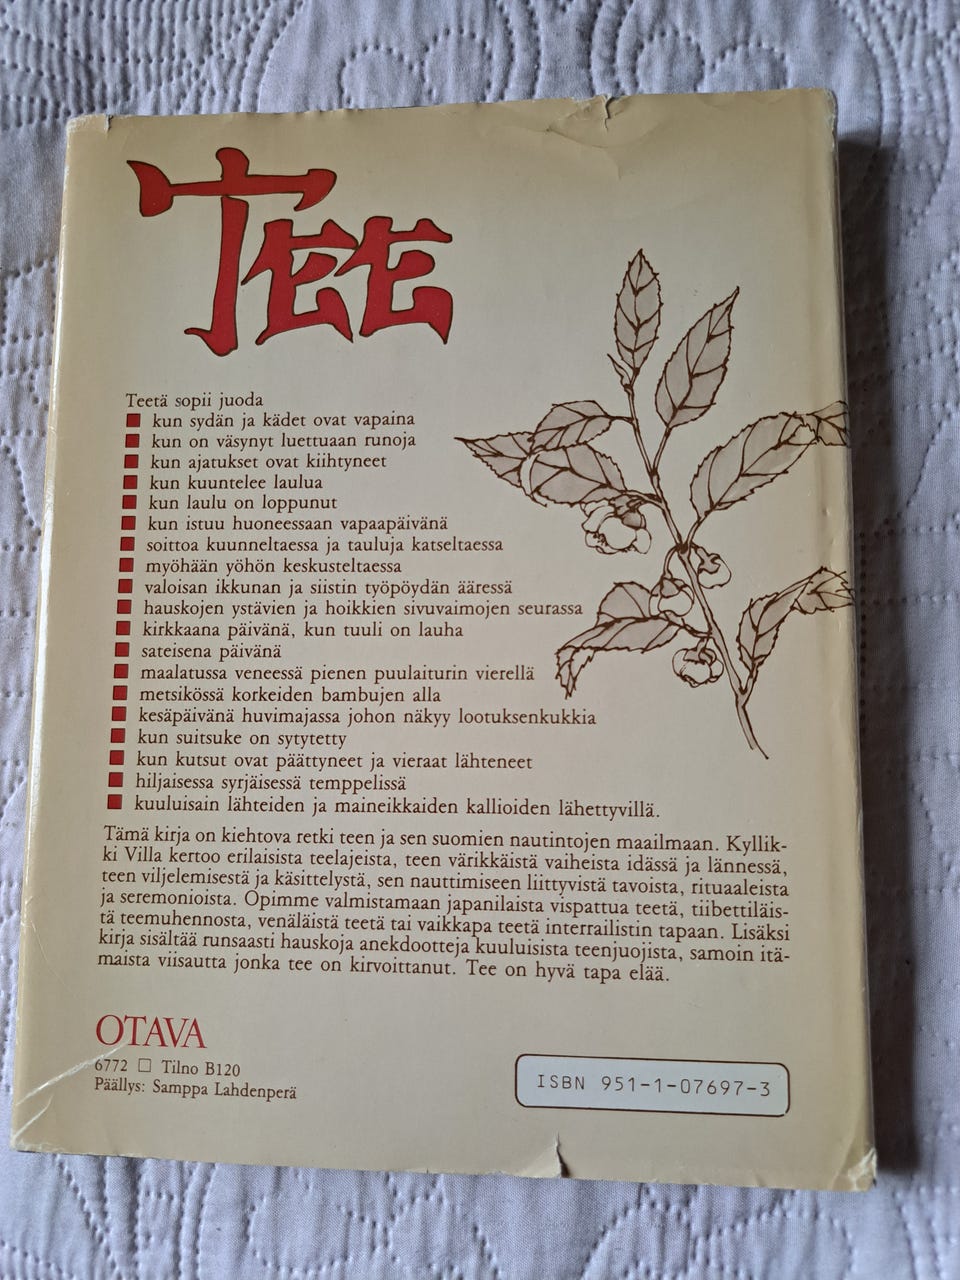 TEE
Teetä sopii juoda
■ kun sydän ja kädet ovat vapaina
■ kun on väsynyt luettuaan runoja
■ kun ajatukset ovat kiihtyneet
■ kun kuuntelee laulua
■ kun laulu on loppunut
■ kun istuu huoneessaan vapaapäivänä
■ soittoa kuunneltaessa ja tauluja katseltaessa
■ myöhään yöhön keskusteltaessa
■ valoisan ikkunan ja siistin työpöydän ääressä
■ hauskojen ystävien ja hoikkien sivuvaimojen seurassa
■ kirkkaana päivänä, kun tuuli on lauha
■ sateisena päivänä
■ maalatussa veneessä pienen puulaiturin vierellä
■ metsikössä korkeiden bambujen alla
■ kesäpäivänä huvimajassa johon näkyy lootuksenkukkia
■ kun suitsuke on sytytetty
■ kun kutsut ovat päättyneet ja vieraat lähteneet
■ hiljaisessa syrjäisessä temppelissä
■ kuuluisain lähteiden ja maineikkaiden kallioiden lähettyvillä.
Tämä kirja on kiehtova retki teen ja sen suomien nautintojen maailmaan. Kyllik-
ki Villa kertoo erilaisista teelajeista, teen värikkäistä vaiheista idässä ja lännessä,
teen viljelemisestä ja käsittelystä, sen nauttimiseen liittyvistä tavoista, rituaaleista
ja seremonioista. Opimme valmistamaan japanilaista vispattua teetä, tiibettiläis-
tä teemuhennosta, venäläistä teetä tai vaikkapa teetä interrailistin tapaan. Lisäksi
kirja sisältää runsaasti hauskoja anekdootteja kuuluisista teenjuojista, samoin itä-
maista viisautta jonka tee on kirvoittanut. Tee on hyvä tapa elää.
OTAVA
6772 □ Tilno B120
Päällys: Samppa Lahdenperä
ISBN 951-1-07697-3